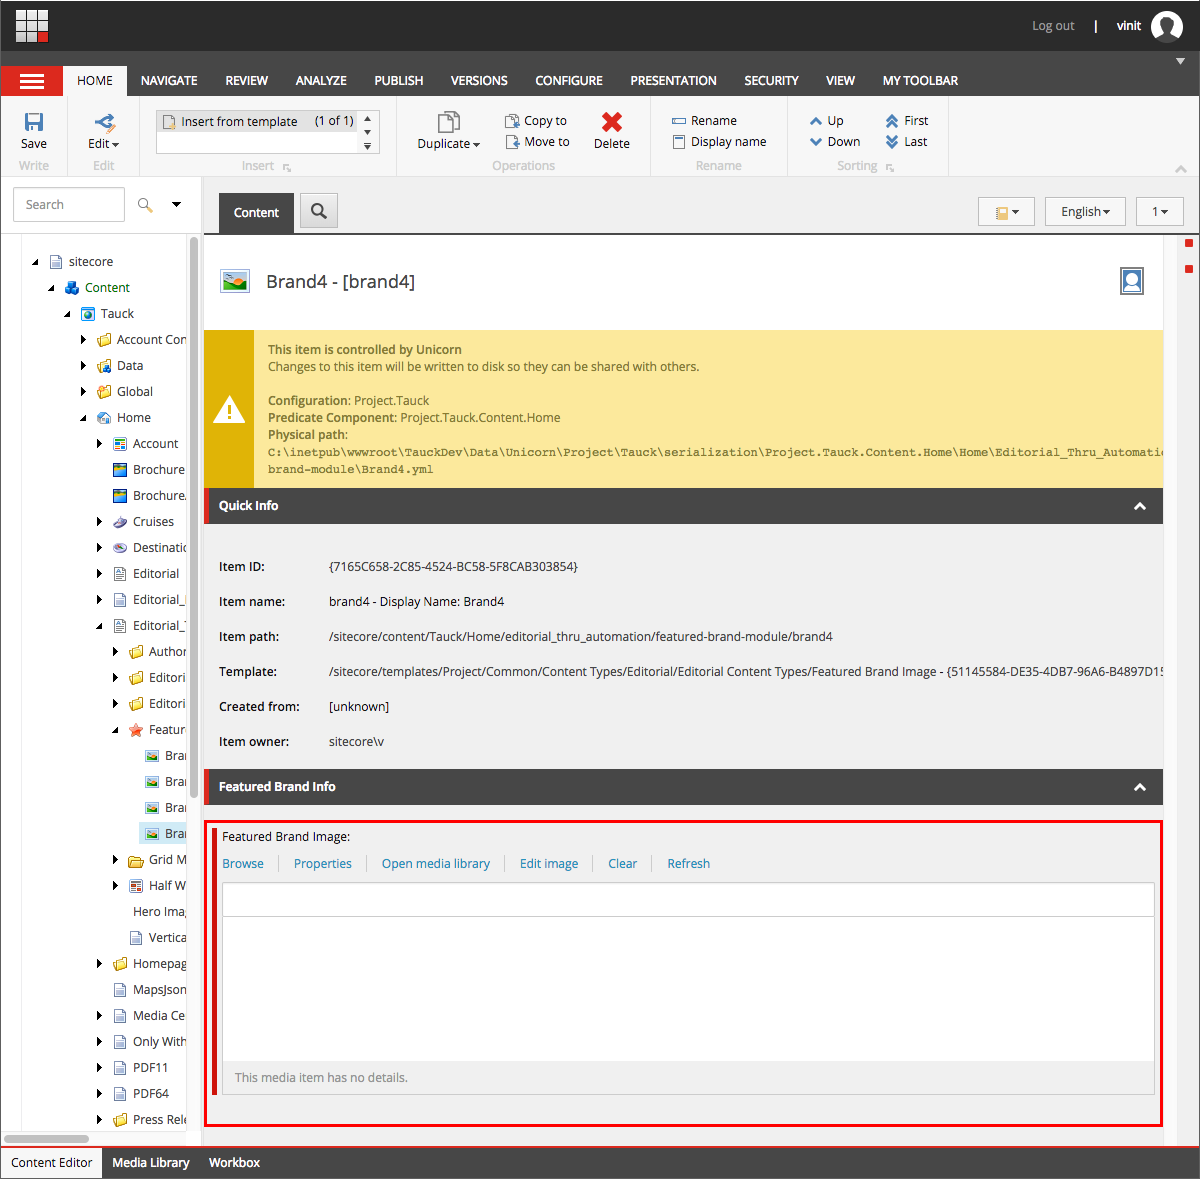 Log out | vinit
HOME NAVIGATE REVIEW ANALYZE PUBLISH VERSIONS CONFIGURE PRESENTATION SECURITY VIEW MY TOOLBAR
Save
Write
Edit
Edit
Insert from template (1 of 1)
Insert
Duplicate
Copy to
Move to
Delete
Operations
Rename
Display name
Rename
Up
Down
First
Last
Sorting
Search
sitecore
Content
Tauck
Account Con
Data
Global
Home
Account
Brochure
Brochure
Cruises
Destinatio
Editorial
Editorial_
Editorial_
Author
Editori
Editori
Featur
Bra
Bra
Bra
Bra
Grid M
Half W
Hero Ima
Vertica
Homepag
MapsJson
Media Ce
Only With
PDF11
PDF64
Press Rele
Content
English
1
Brand4 - [brand4]
This item is controlled by Unicorn
Changes to this item will be written to disk so they can be shared with others.
Configuration: Project.Tauck
Predicate Component: Project.Tauck.Content.Home
Physical path:
C:\inetpub\wwwroot\TauckDev\Data\Unicorn\Project\Tauck\serialization\Project.Tauck.Content.Home\Home\Editorial_Thru_Automatio
brand-module\Brand4.yml
Quick Info
Item ID: {7165C658-2C85-4524-BC58-5F8CAB303854}
Item name: brand4 - Display Name: Brand4
Item path: /sitecore/content/Tauck/Home/editorial_thru_automation/featured-brand-module/brand4
Template: /sitecore/templates/Project/Common/Content Types/Editorial/Editorial Content Types/Featured Brand Image - {51145584-DE35-4DB7-96A6-B4897D15
Created from: [unknown]
Item owner: sitecore\v
Featured Brand Info
Featured Brand Image:
Browse Properties Open media library Edit image Clear Refresh
This media item has no details.
Content Editor Media Library Workbox